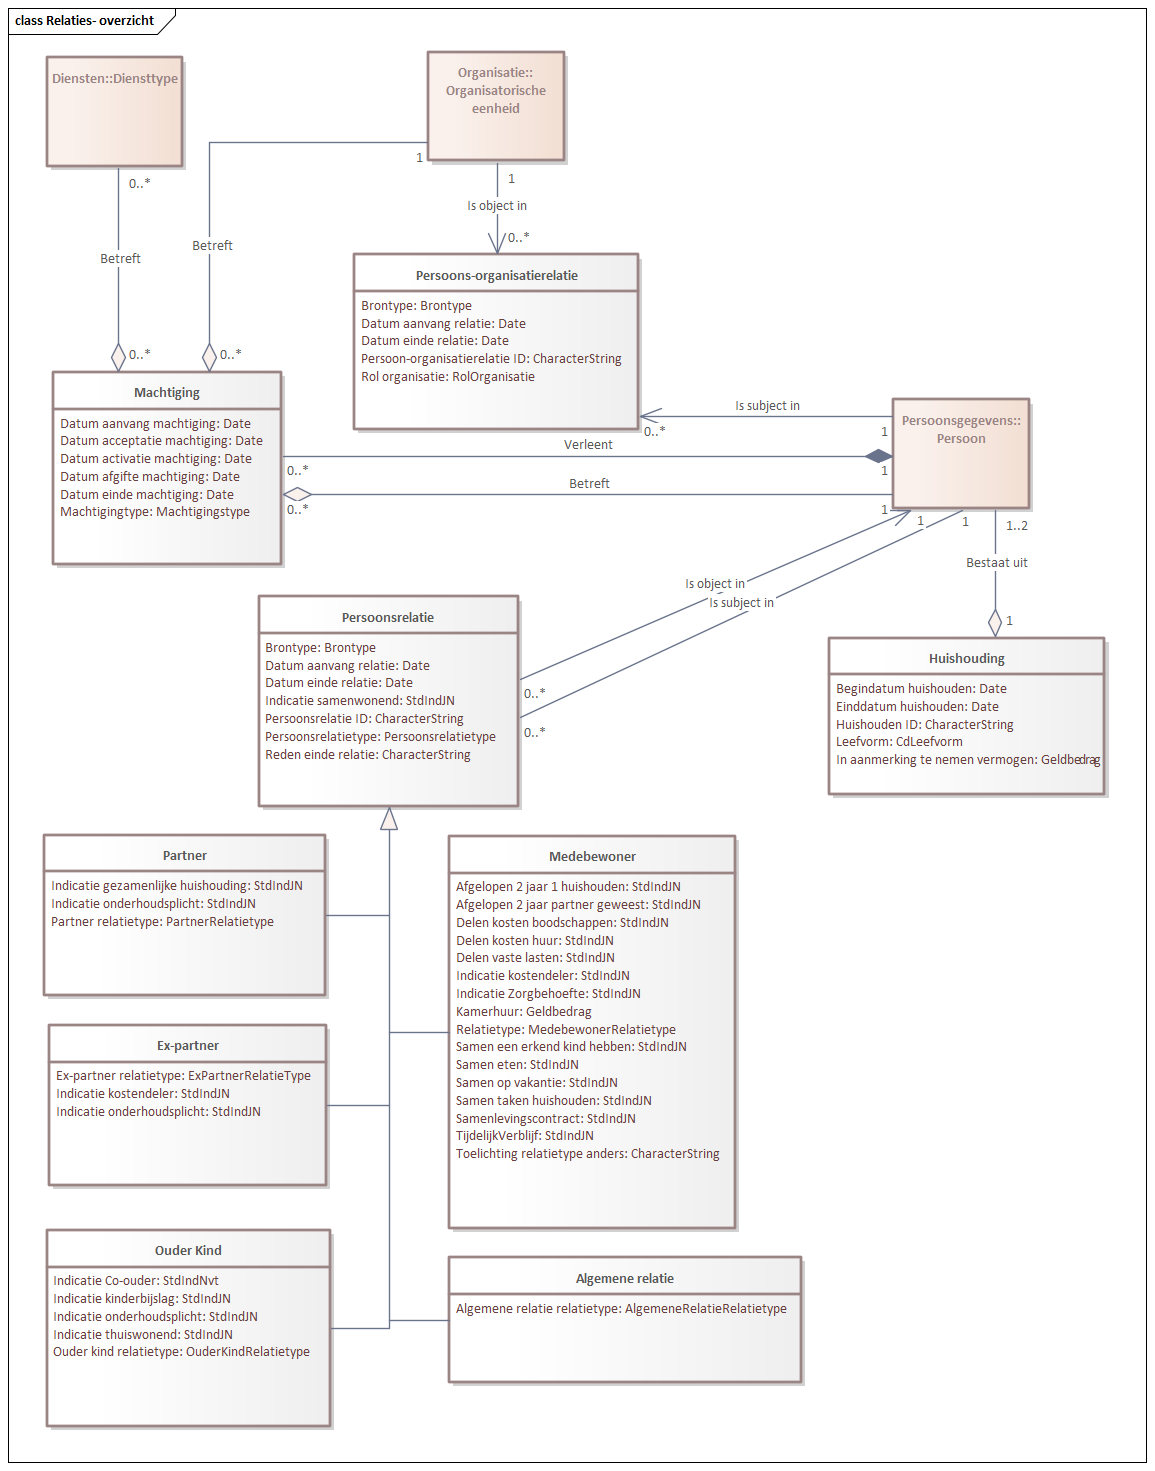 class Relaties- overzicht
Diensten::Diensttype
Organisatie::
Organisatorische
eenheid
0..*
1
1
Is object in
Betreft
Betreft
0..*
0..*
0..*
Persoons-organisatierelatie
Brontype: Brontype
Datum aanvang relatie: Date
Datum einde relatie: Date
Persoon-organisatierelatie ID: CharacterString
Rol organisatie: RolOrganisatie
Machtiging
Datum aanvang machtiging: Date
Datum acceptatie machtiging: Date
Datum activatie machtiging: Date
Datum afgifte machtiging: Date
Datum einde machtiging: Date
Machtigingtype: Machtigingstype
Persoonsgegevens::
Persoon
Is subject in
0..*
1
Verleent
0..*
1
Betreft
0..*
1
1
1
1..2
Is object in
Is subject in
0..*
0..*
Bestaat uit
1
Persoonsrelatie
Brontype: Brontype
Datum aanvang relatie: Date
Datum einde relatie: Date
Indicatie samenwonend: StdIndJN
Persoonsrelatie ID: CharacterString
Persoonsrelatietype: Persoonsrelatietype
Reden einde relatie: CharacterString
Huishouding
Begindatum huishouden: Date
Einddatum huishouden: Date
Huishouden ID: CharacterString
Leefvorm: CdLeefvorm
In aanmerking te nemen vermogen: Geldbedrag
Partner
Indicatie gezamenlijke huishouding: StdIndJN
Indicatie onderhoudsplicht: StdIndJN
Partner relatietype: PartnerRelatietype
Medebewoner
Afgelopen 2 jaar 1 huishouden: StdIndJN
Afgelopen 2 jaar partner geweest: StdIndJN
Delen kosten boodschappen: StdIndJN
Delen kosten huur: StdIndJN
Delen vaste lasten: StdIndJN
Indicatie kostendeler: StdIndJN
Indicatie Zorgbehoefte: StdIndJN
Kamerhuur: Geldbedrag
Relatietype: MedebewonerRelatietype
Samen een erkend kind hebben: StdIndJN
Samen eten: StdIndJN
Samen op vakantie: StdIndJN
Samen taken huishouden: StdIndJN
Samenlevingscontract: StdIndJN
TijdelijkVerblijf: StdIndJN
Toelichting relatietype anders: CharacterString
Ex-partner
Ex-partner relatietype: ExPartnerRelatieType
Indicatie kostendeler: StdIndJN
Indicatie onderhoudsplicht: StdIndJN
Ouder Kind
Indicatie Co-ouder: StdIndNvt
Indicatie kinderbijslag: StdIndJN
Indicatie onderhoudsplicht: StdIndJN
Indicatie thuiswonend: StdIndJN
Ouder kind relatietype: OuderKindRelatietype
Algemene relatie
Algemene relatie relatietype: AlgemeneRelatieRelatietype